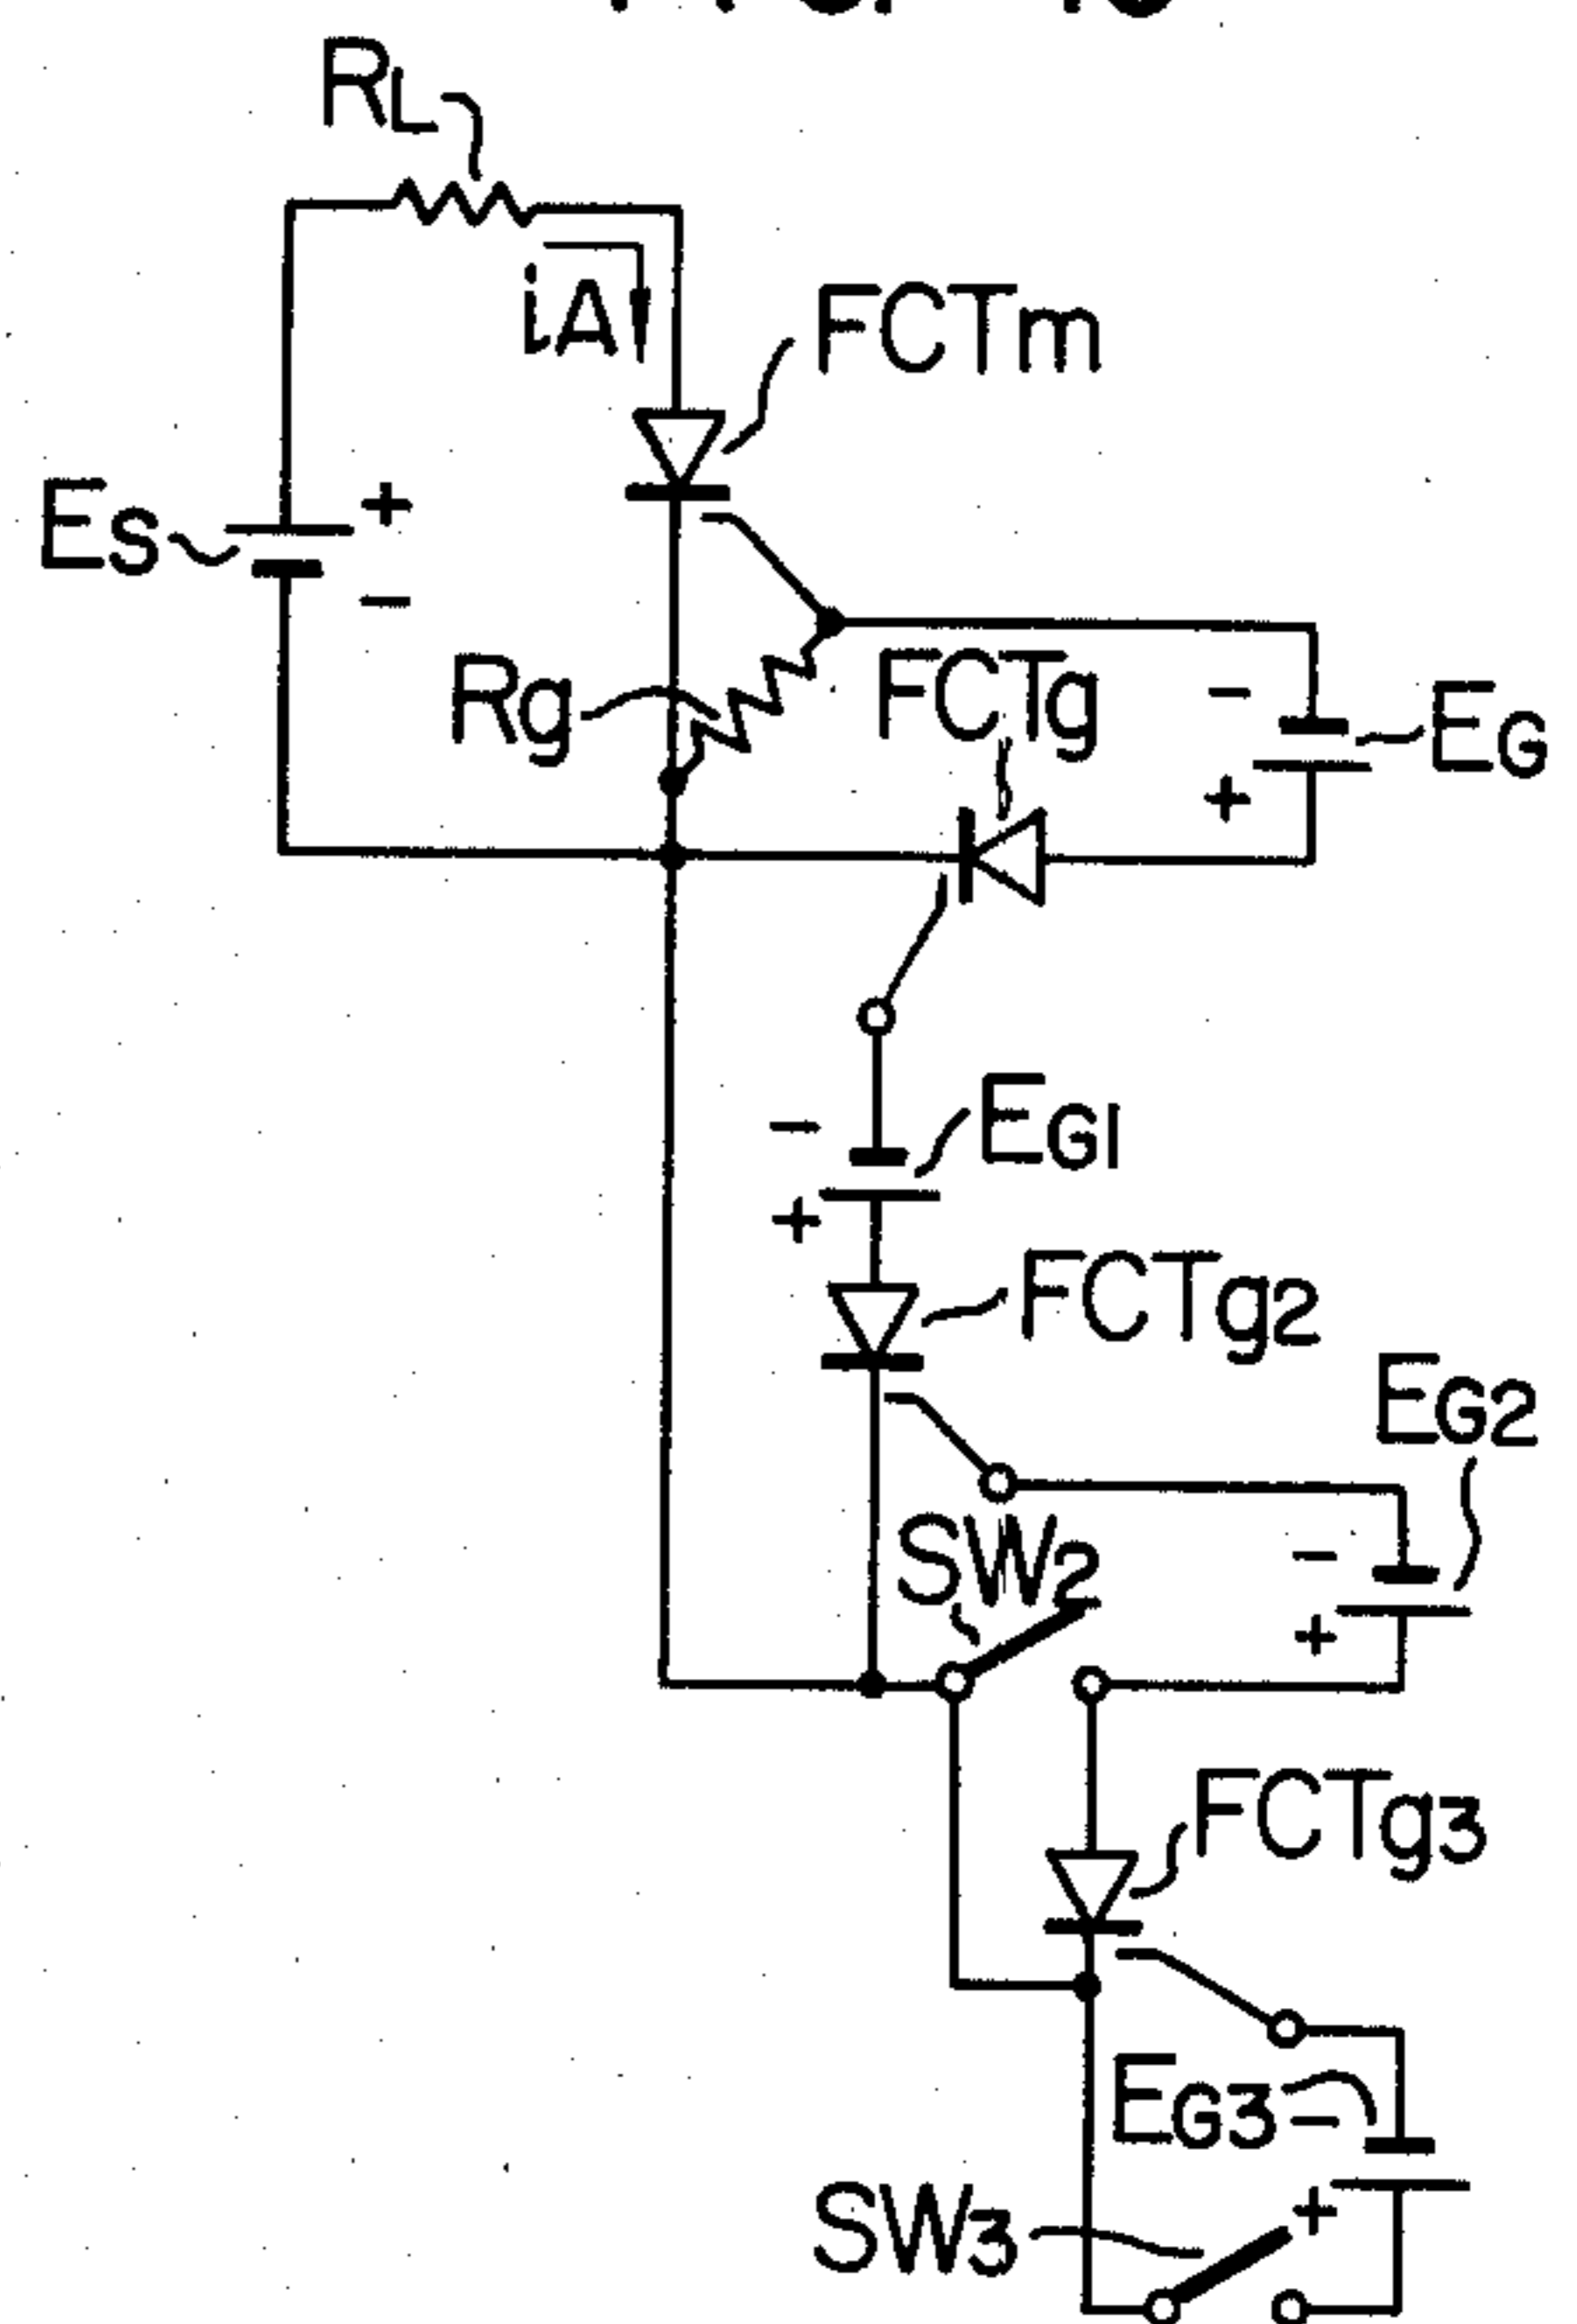 RL
iA
FCTm
Es
+
-
Rg
FCTg
-
EG
+
-
EG1
+
FCTg2
EG2
SW2
-
+
FCTg3
EG3
-
SW3
+